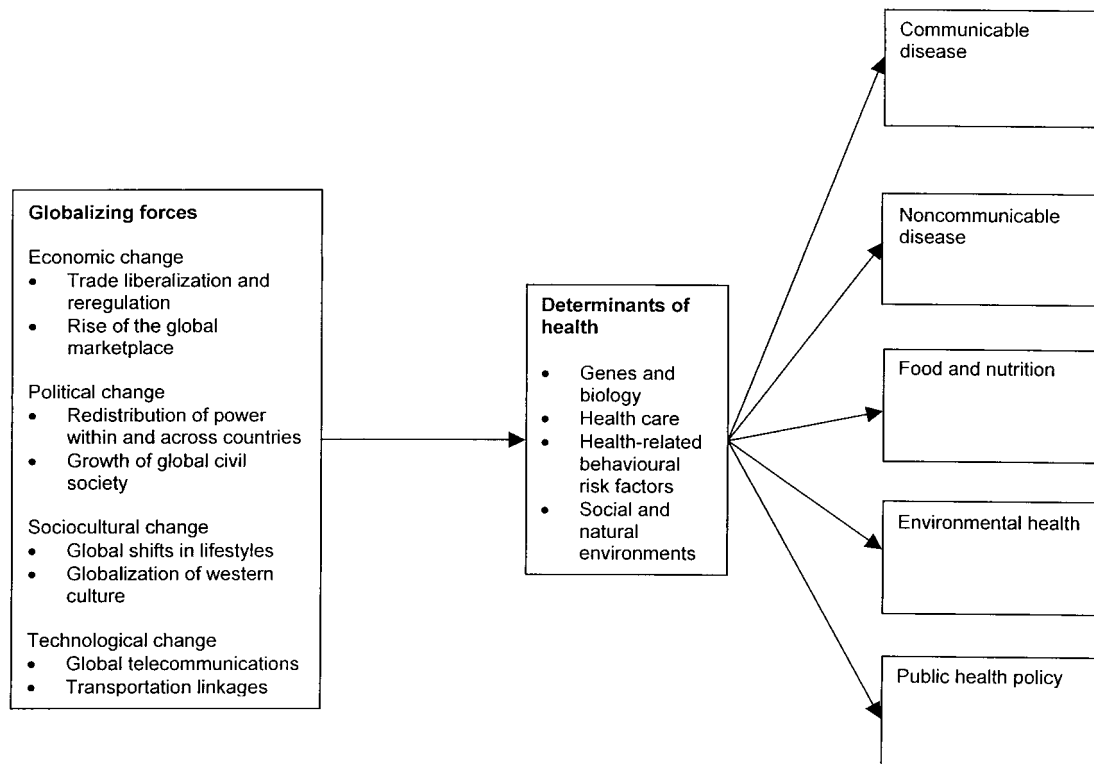 Globalizing forces
Economic change
• Trade liberalization and
reregulation
• Rise of the global
marketplace
Political change
• Redistribution of power
within and across countries
• Growth of global civil
society
Sociocultural change
• Global shifts in lifestyles
• Globalization of western
culture
Technological change
• Global telecommunications
• Transportation linkages
Determinants of
health
• Genes and
biology
• Health care
• Health-related
behavioural
risk factors
• Social and
natural
environments
Communicable
disease
Noncommunicable
disease
Food and nutrition
Environmental health
Public health policy